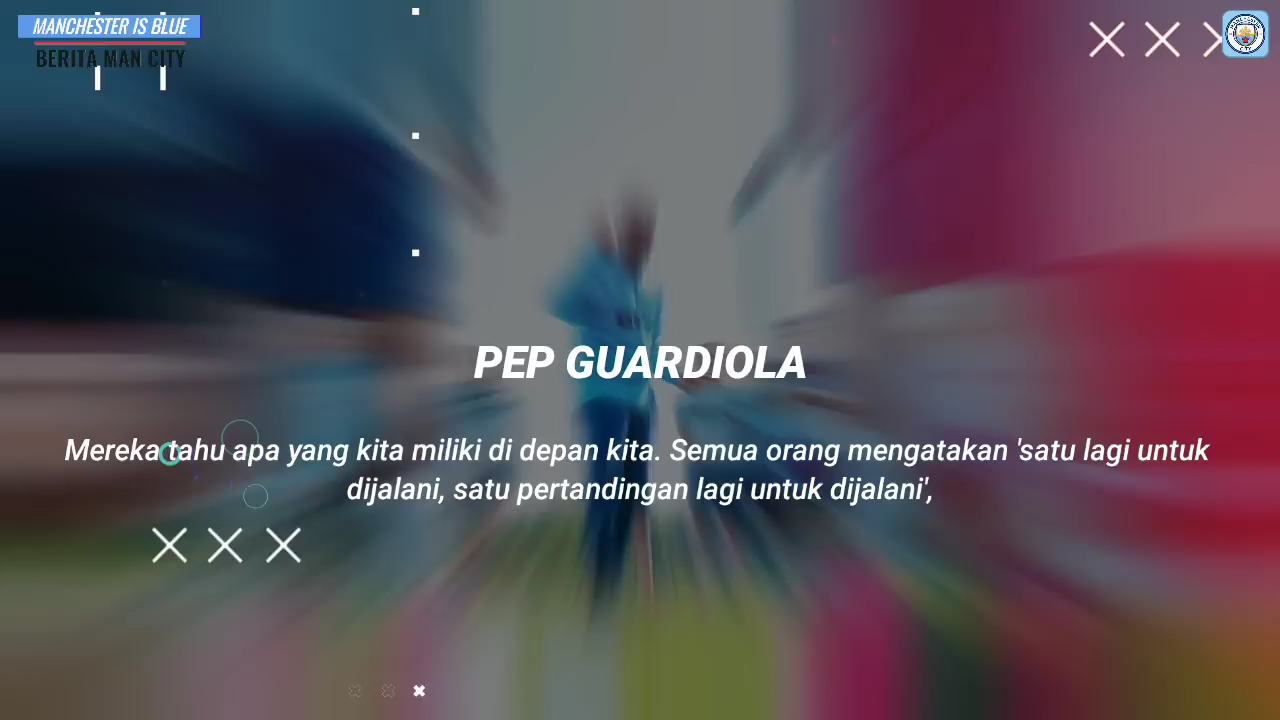 MANCHESTER IS BLUE
BERITA MAN CITY
PEP GUARDIOLA
Mereka tahu apa yang kita miliki di depan kita. Semua orang mengatakan 'satu lagi untuk
dijalani, satu pertandingan lagi untuk dijalani',